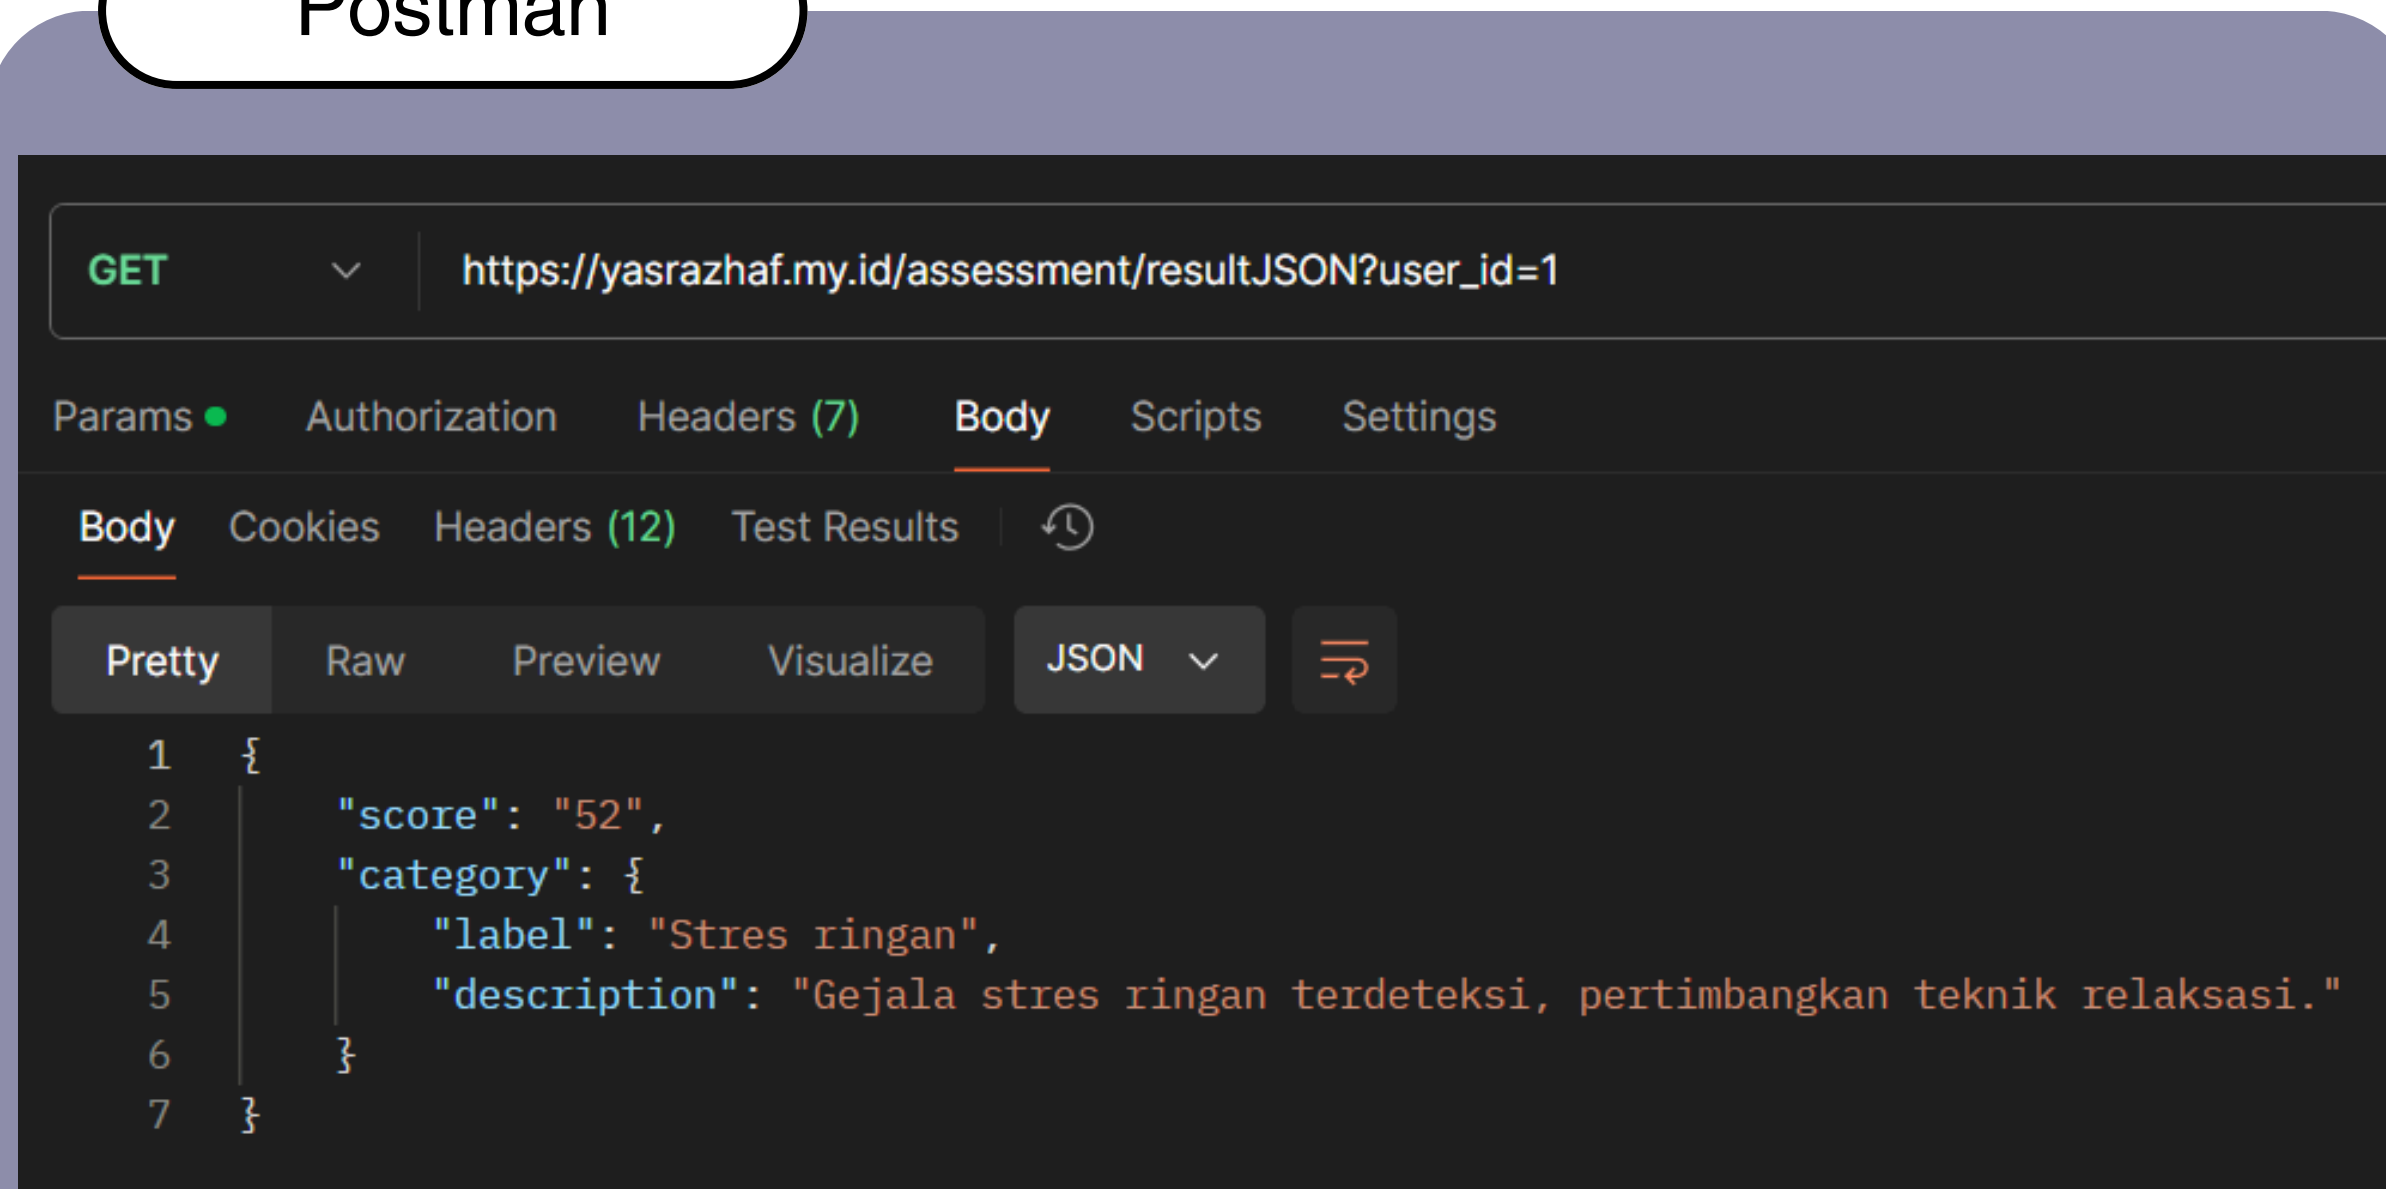 Postman
GET https://yasrazhaf.my.id/assessment/resultJSON?user_id=1
Params Authorization Headers (7) Body Scripts Settings
Body Cookies Headers (12) Test Results
Pretty Raw Preview Visualize JSON
1 {
2 "score": "52",
3 "category": {
4 "label": "Stres ringan",
5 "description": "Gejala stres ringan terdeteksi, pertimbangkan teknik relaksasi."
6 }
7 }